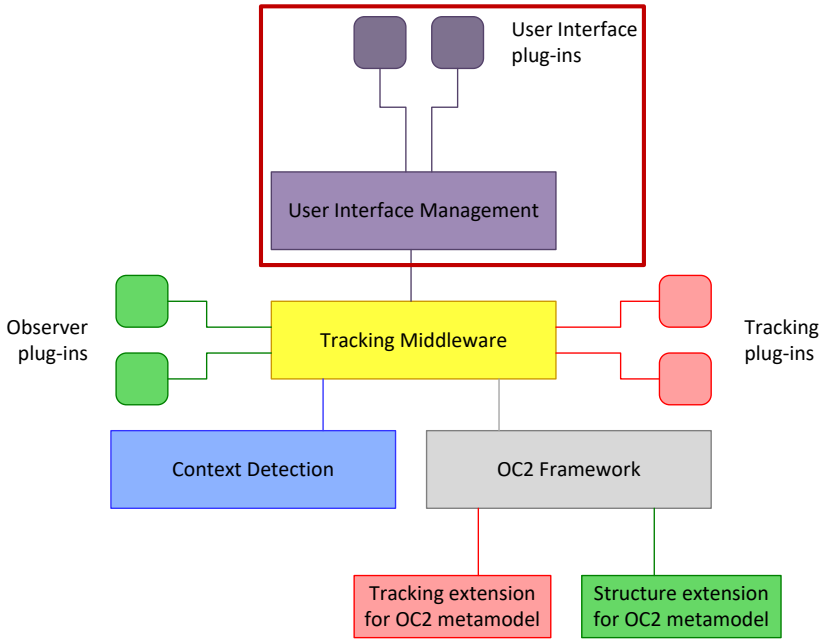 User Interface
plug-ins
User Interface Management
Observer
plug-ins
Tracking Middleware
Tracking
plug-ins
Context Detection
OC2 Framework
Tracking extension
for OC2 metamodel
Structure extension
for OC2 metamodel